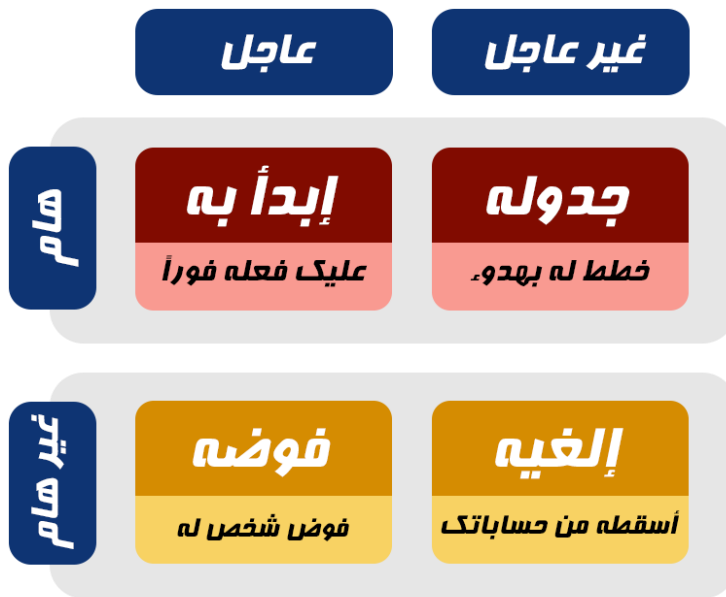 غير عاجل
عاجل
هام
جدوله
خطط له بهدوء
إبدأ به
عليك فعله فوراً
غير هام
إلغيه
أسقطه من حساباتك
فوضه
فوض شخص له